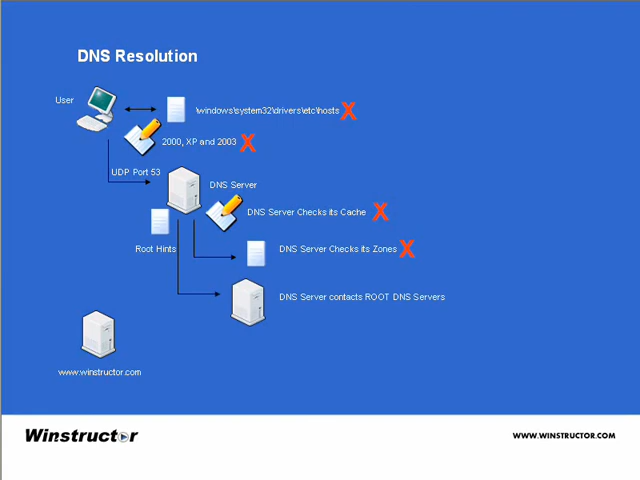 DNS Resolution
User
\windows\system32\drivers\etc\hosts X
2000, XP and 2003 X
UDP Port 53
DNS Server
DNS Server Checks its Cache X
Root Hints
DNS Server Checks its Zones X
DNS Server contacts ROOT DNS Servers
www.winstructor.com
Winstructor
WWW.WINSTRUCTOR.COM